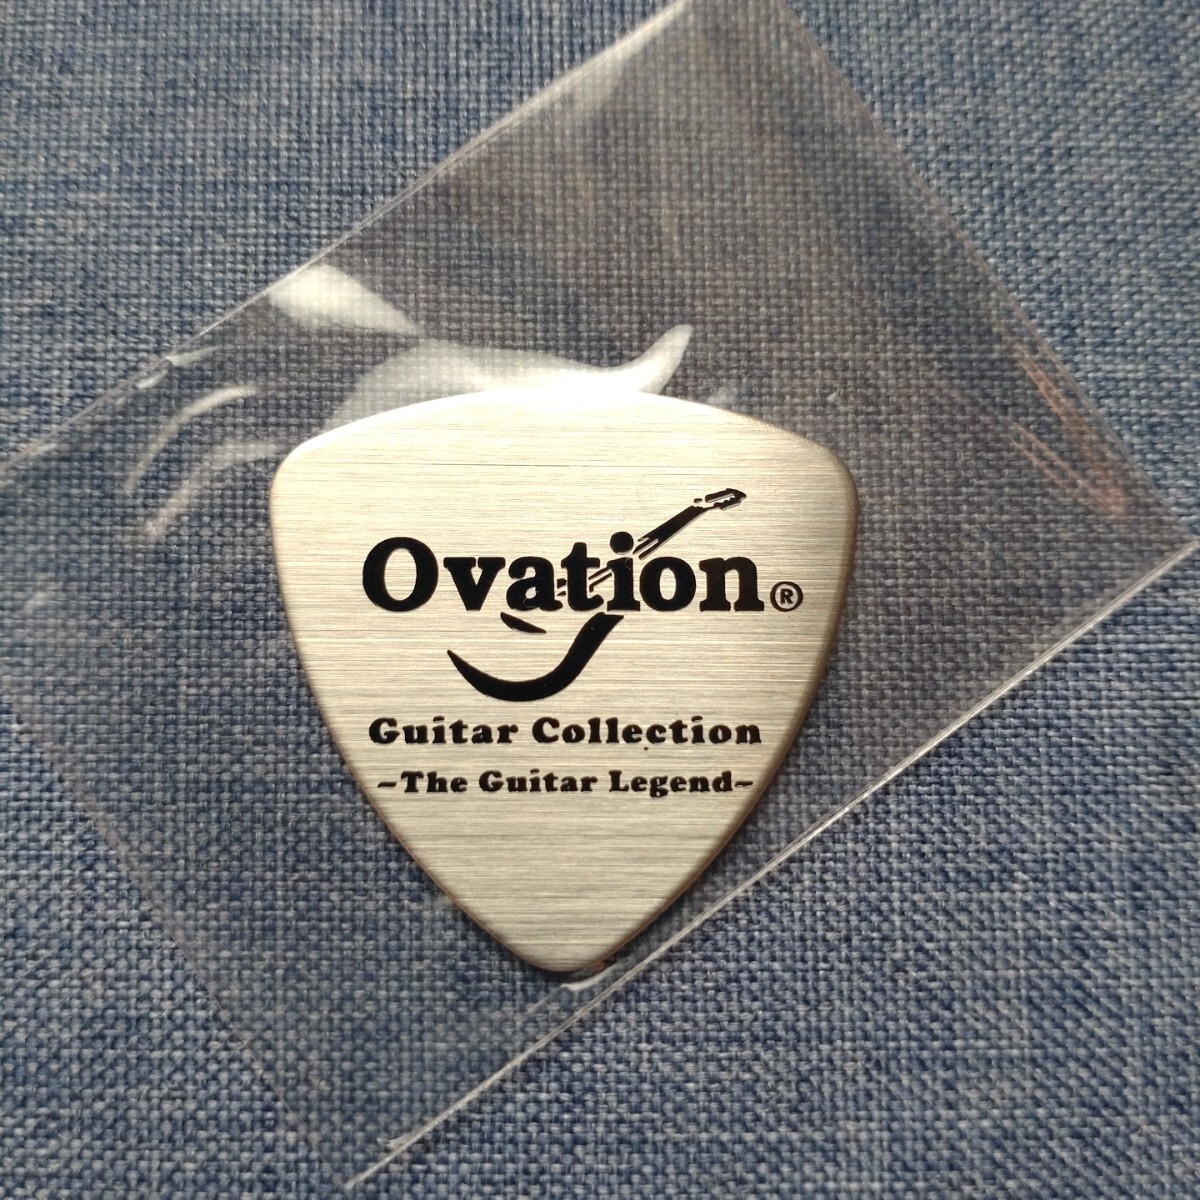 Ovation®
Guitar Collection
~The Guitar Legend~